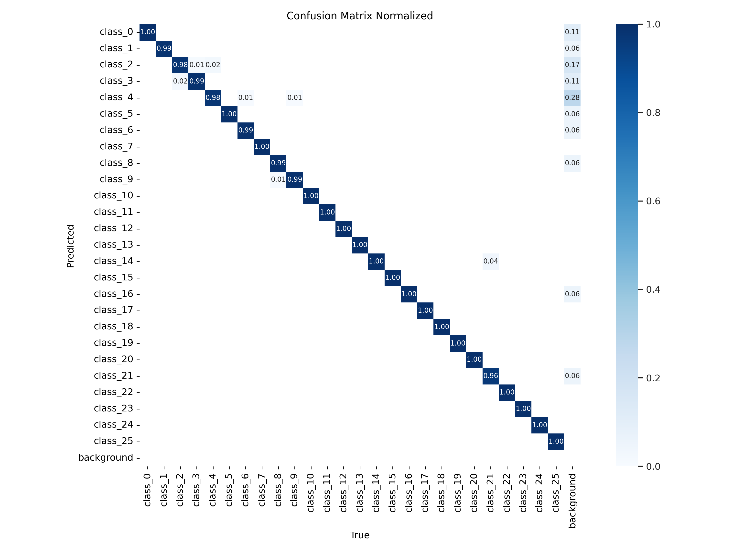 Confusion Matrix Normalized
class_0 1.00 0.11
class_1 0.99 0.06
class_2 0.98 0.01 0.02 0.17
class_3 0.02 0.99 0.11
class_4 0.98 0.01 0.01 0.28
class_5 1.00 0.06
class_6 0.99 0.06
class_7 1.00
class_8 0.99 0.06
class_9 0.01 0.99
class_10 1.00
class_11 1.00
class_12 1.00
class_13 1.00
class_14 1.00 0.04
class_15 1.00
class_16 1.00 0.06
class_17 1.00
class_18 1.00
class_19 1.00
class_20 1.00
class_21 0.96 0.06
class_22 1.00
class_23 1.00
class_24 1.00
class_25 1.00
background
Predicted
class_0 class_1 class_2 class_3 class_4 class_5 class_6 class_7 class_8 class_9 class_10 class_11 class_12 class_13 class_14 class_15 class_16 class_17 class_18 class_19 class_20 class_21 class_22 class_23 class_24 class_25 background
True
1.0
0.8
0.6
0.4
0.2
0.0